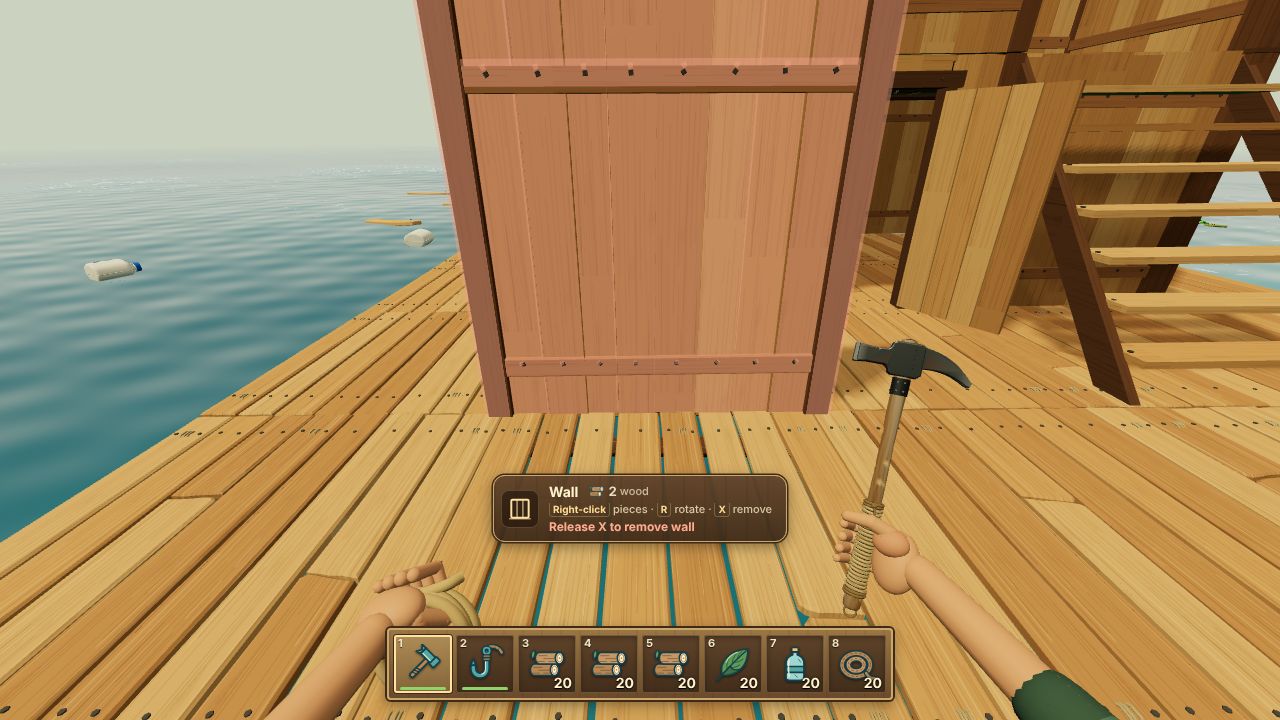 Wall 2 wood
Right-click pieces · R rotate · X remove
Release X to remove wall
1 2 3 4 5 6 7 8
20 20 20 20 20 20